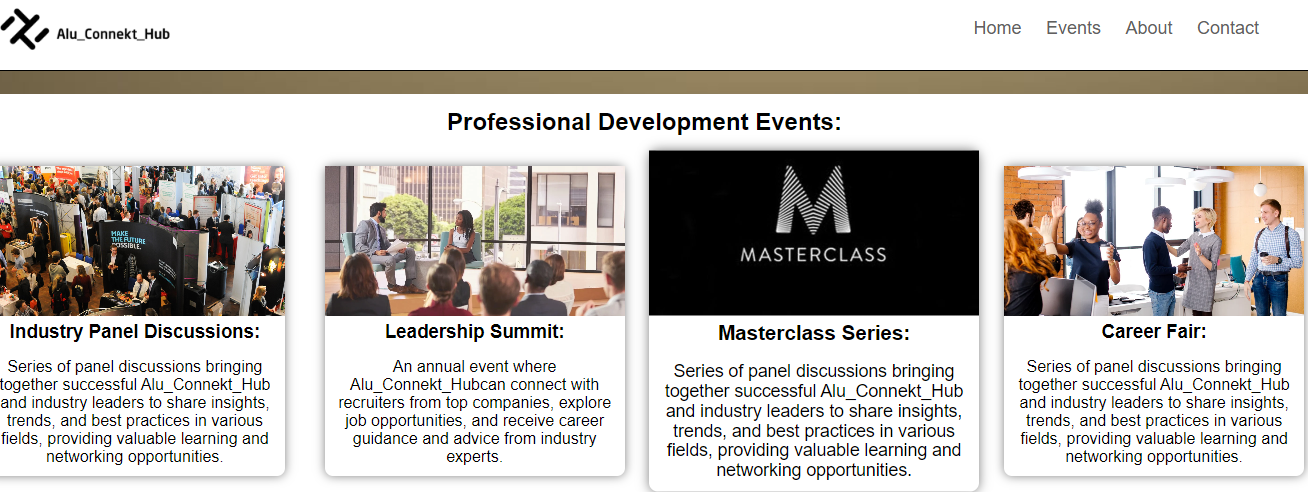 Alu_Connekt_Hub
Home Events About Contact
Professional Development Events:
MAKE
THE FUTURE
POSSIBLE
MASTERCLASS
Industry Panel Discussions:
Series of panel discussions bringing
together successful Alu_Connekt_Hub
and industry leaders to share insights,
trends, and best practices in various
fields, providing valuable learning and
networking opportunities.
Leadership Summit:
An annual event where
Alu_Connekt_Hubcan connect with
recruiters from top companies, explore
job opportunities, and receive career
guidance and advice from industry
experts.
Masterclass Series:
Series of panel discussions bringing
together successful Alu_Connekt_Hub
and industry leaders to share insights,
trends, and best practices in various
fields, providing valuable learning and
networking opportunities.
Career Fair:
Series of panel discussions bringing
together successful Alu_Connekt_Hub
and industry leaders to share insights,
trends, and best practices in various
fields, providing valuable learning and
networking opportunities.